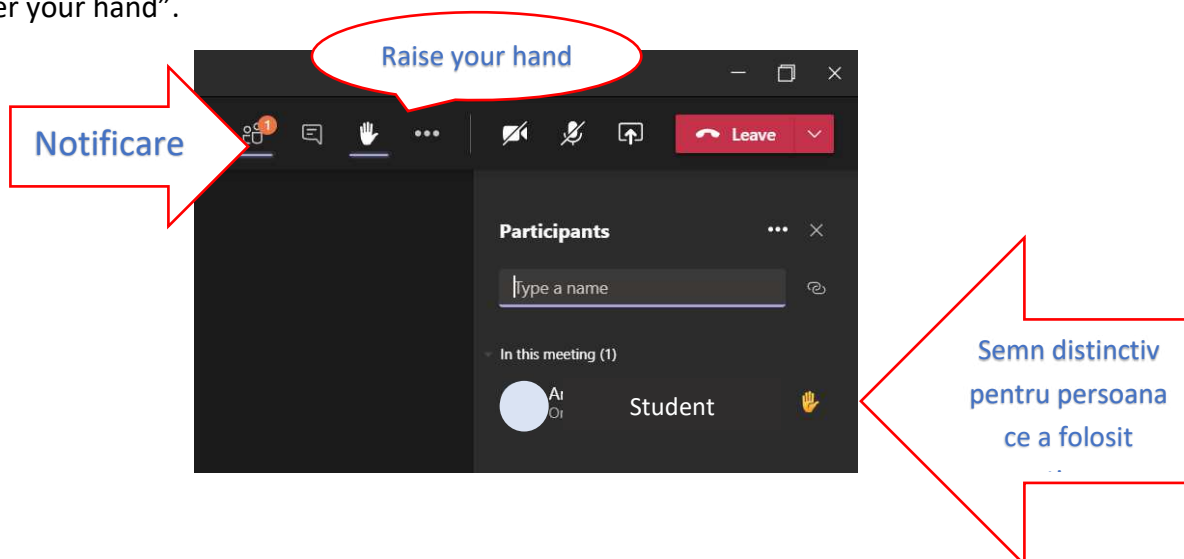 your hand”.
Raise your hand
Notificare
1
Leave
Participants
Type a name
In this meeting (1)
Student
Semn distinctiv
pentru persoana
ce a folosit